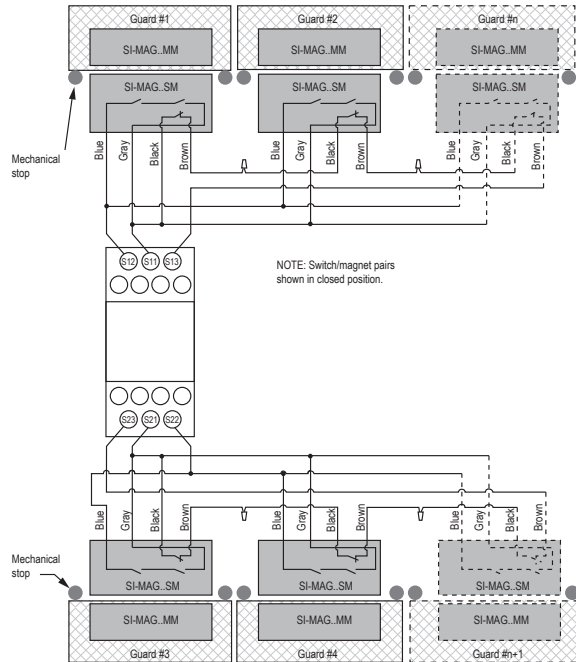 Guard #1
Guard #2
Guard #n
SI-MAG..MM
SI-MAG..MM
SI-MAG..MM
SI-MAG..SM
SI-MAG..SM
SI-MAG..SM
Mechanical
stop
Blue
Gray
Black
Brown
Blue
Gray
Black
Brown
Blue
Gray
Black
Brown
S12
S11
S13
NOTE: Switch/magnet pairs
shown in closed position.
S23
S21
S22
Blue
Gray
Black
Brown
Blue
Gray
Black
Brown
Blue
Gray
Black
Brown
Mechanical
stop
SI-MAG..SM
SI-MAG..SM
SI-MAG..SM
SI-MAG..MM
SI-MAG..MM
SI-MAG..MM
Guard #3
Guard #4
Guard #n+1